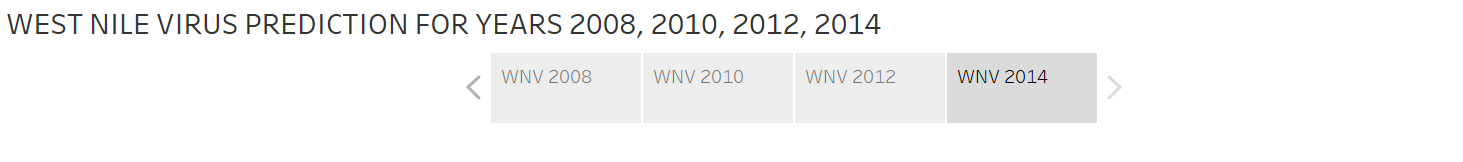 WEST NILE VIRUS PREDICTION FOR YEARS 2008, 2010, 2012, 2014
WNV 2008 WNV 2010 WNV 2012 WNV 2014